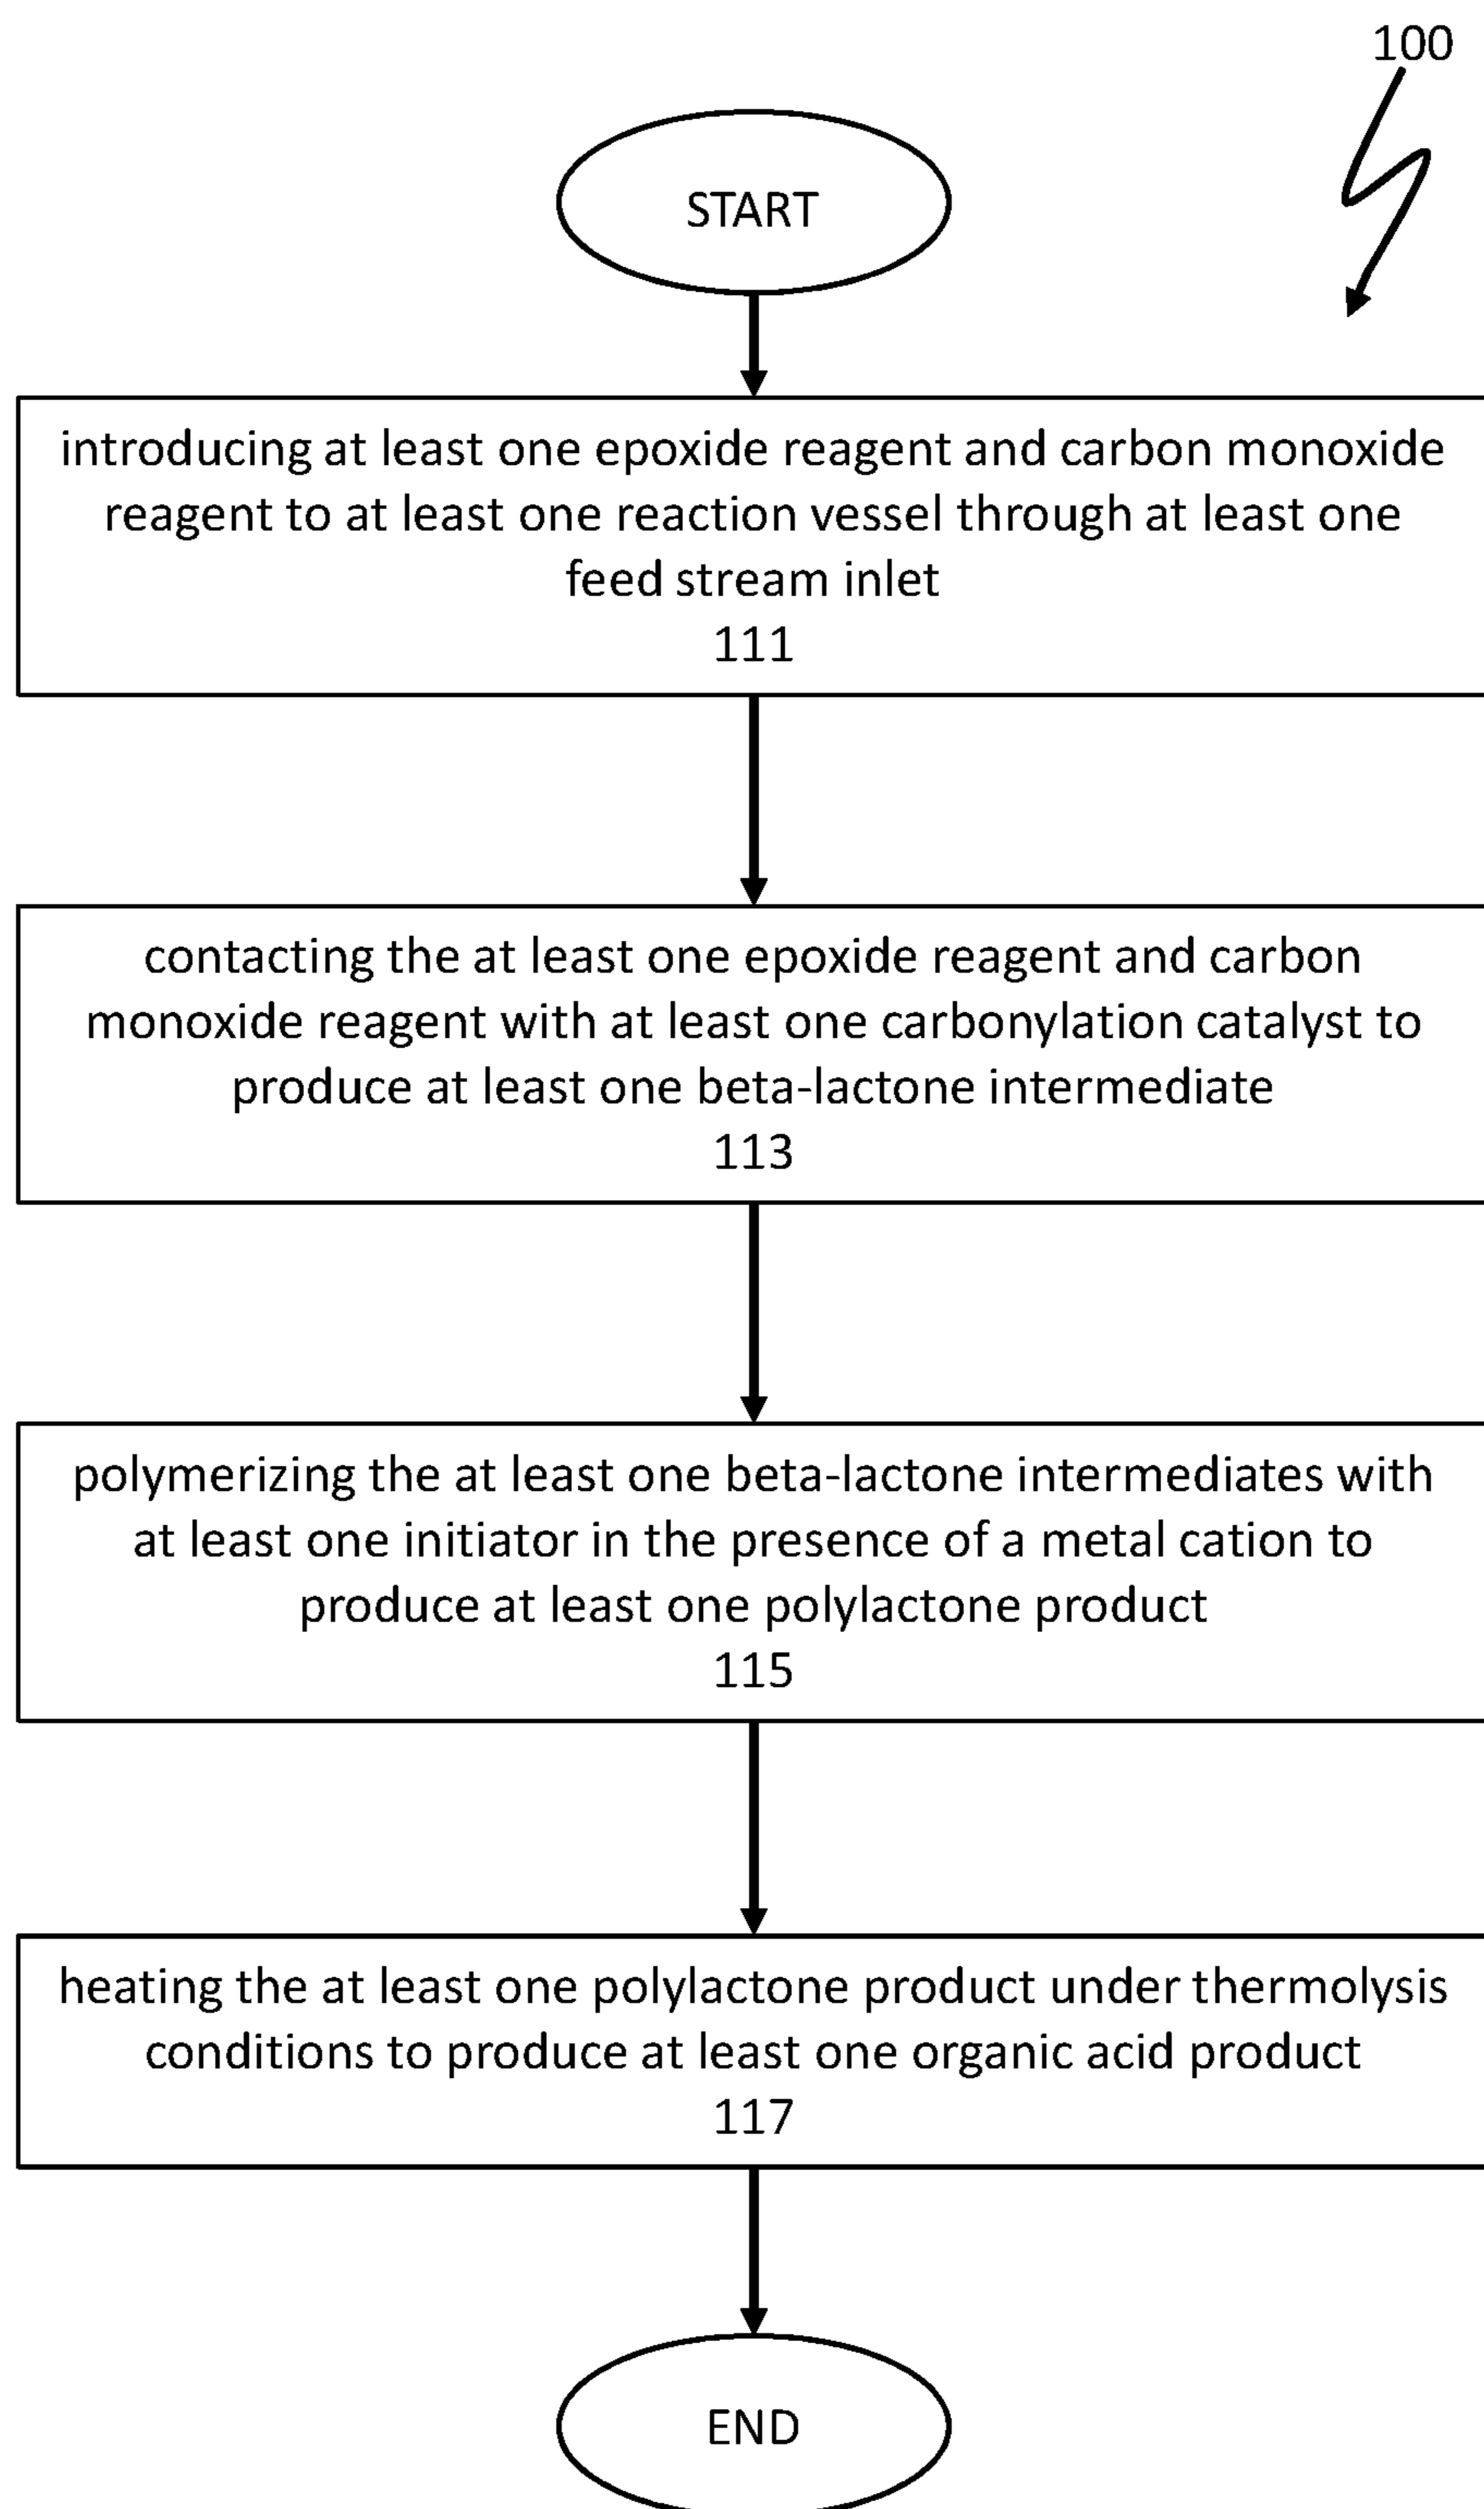 100
START
introducing at least one epoxide reagent and carbon monoxide
reagent to at least one reaction vessel through at least one
feed stream inlet
111
contacting the at least one epoxide reagent and carbon
monoxide reagent with at least one carbonylation catalyst to
produce at least one beta-lactone intermediate
113
polymerizing the at least one beta-lactone intermediates with
at least one initiator in the presence of a metal cation to
produce at least one polylactone product
115
heating the at least one polylactone product under thermolysis
conditions to produce at least one organic acid product
117
END